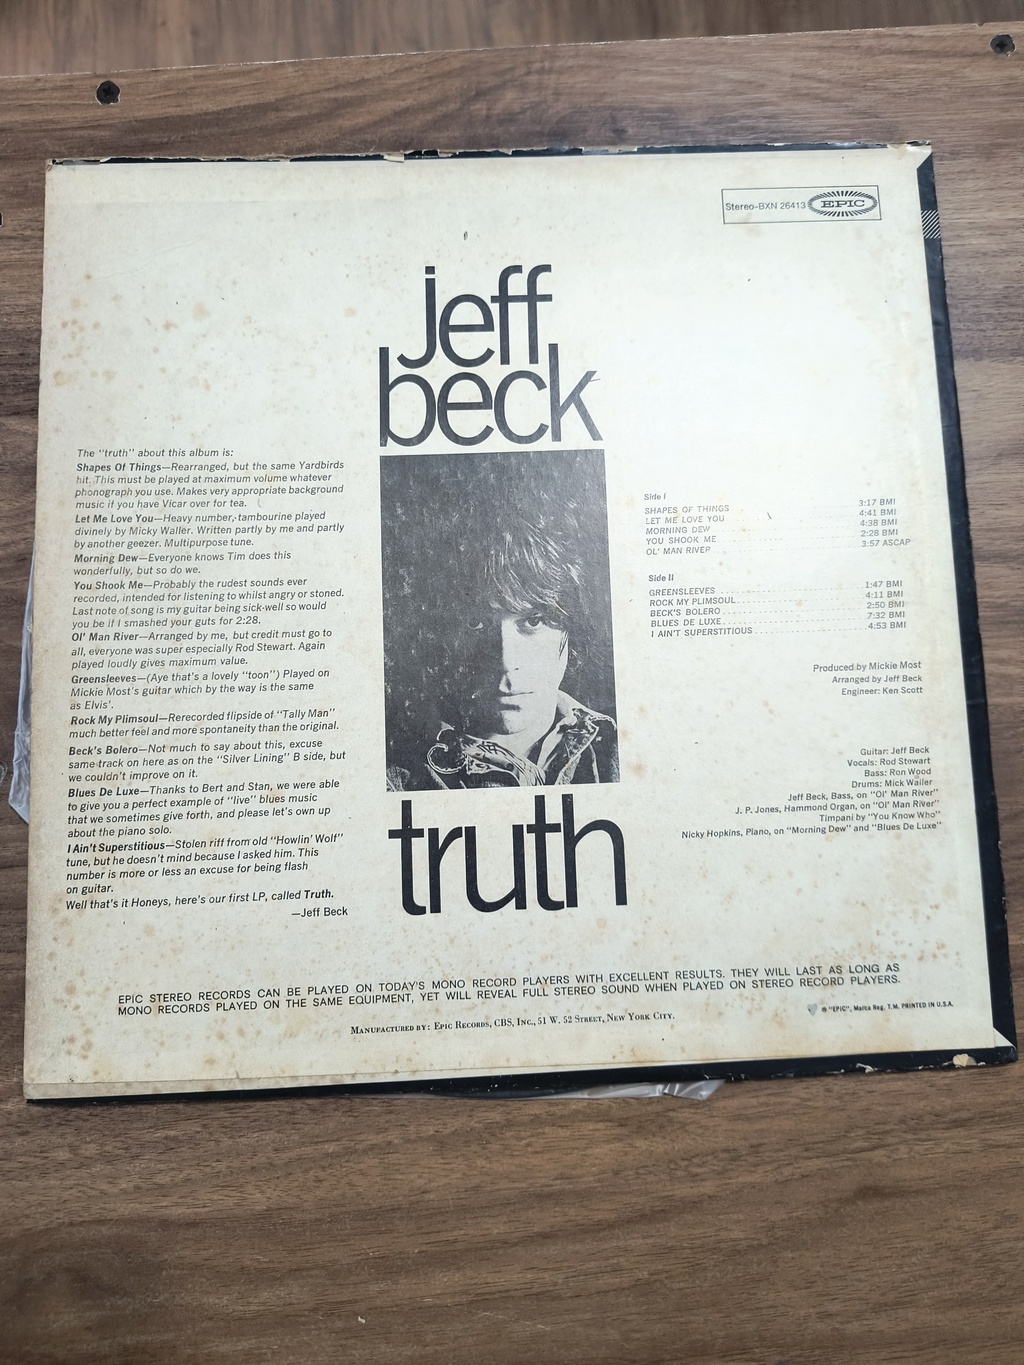 Stereo-BXN 26413 EPIC
jeff
beck
The "truth" about this album is:
Shapes Of Things—Rearranged, but the same Yardbirds
hit. This must be played at maximum volume whatever
phonograph you use. Makes very appropriate background
music if you have Vicar over for tea.
Let Me Love You—Heavy number, tambourine played
divinely by Micky Waller. Written partly by me and partly
by another geezer. Multipurpose tune.
Morning Dew—Everyone knows Tim does this
wonderfully, but so do we.
You Shook Me—Probably the rudest sounds ever
recorded, intended for listening to whilst angry or stoned.
Last note of song is my guitar being sick-well so would
you be if I smashed your guts for 2:28.
Ol' Man River—Arranged by me, but credit must go to
all, everyone was super especially Rod Stewart. Again
played loudly gives maximum value.
Greensleeves—(Aye that's a lovely "toon") Played on
Mickie Most's guitar which by the way is the same
as Elvis'.
Rock My Plimsoul—Rerecorded flipside of "Tally Man"
much better feel and more spontaneity than the original.
Beck's Bolero—Not much to say about this, excuse
same track on here as on the "Silver Lining" B side, but
we couldn't improve on it.
Blues De Luxe—Thanks to Bert and Stan, we were able
to give you a perfect example of "live" blues music
that we sometimes give forth, and please let's own up
about the piano solo.
I Ain't Superstitious—Stolen riff from old "Howlin' Wolf"
tune, but he doesn't mind because I asked him. This
number is more or less an excuse for being flash
on guitar.
Well that's it Honeys, here's our first LP, called Truth.
—Jeff Beck
Side I
SHAPES OF THINGS 3:17 BMI
LET ME LOVE YOU 4:41 BMI
MORNING DEW 4:38 BMI
YOU SHOOK ME 2:28 BMI
OL' MAN RIVER 3:57 ASCAP
Side II
GREENSLEEVES 1:47 BMI
ROCK MY PLIMSOUL 4:11 BMI
BECK'S BOLERO 2:50 BMI
BLUES DE LUXE 7:32 BMI
I AIN'T SUPERSTITIOUS 4:53 BMI
Produced by Mickie Most
Arranged by Jeff Beck
Engineer: Ken Scott
Guitar: Jeff Beck
Vocals: Rod Stewart
Bass: Ron Wood
Drums: Mick Waller
Jeff Beck, Bass, on "Ol' Man River"
J. P. Jones, Hammond Organ, on "Ol' Man River"
Timpani by "You Know Who"
Nicky Hopkins, Piano, on "Morning Dew" and "Blues De Luxe"
truth
EPIC STEREO RECORDS CAN BE PLAYED ON TODAY'S MONO RECORD PLAYERS WITH EXCELLENT RESULTS. THEY WILL LAST AS LONG AS
MONO RECORDS PLAYED ON THE SAME EQUIPMENT, YET WILL REVEAL FULL STEREO SOUND WHEN PLAYED ON STEREO RECORD PLAYERS.
Manufactured by: Epic Records, CBS, Inc., 51 W. 52 Street, New York City.
® "EPIC", Marca Reg. T.M. PRINTED IN U.S.A.